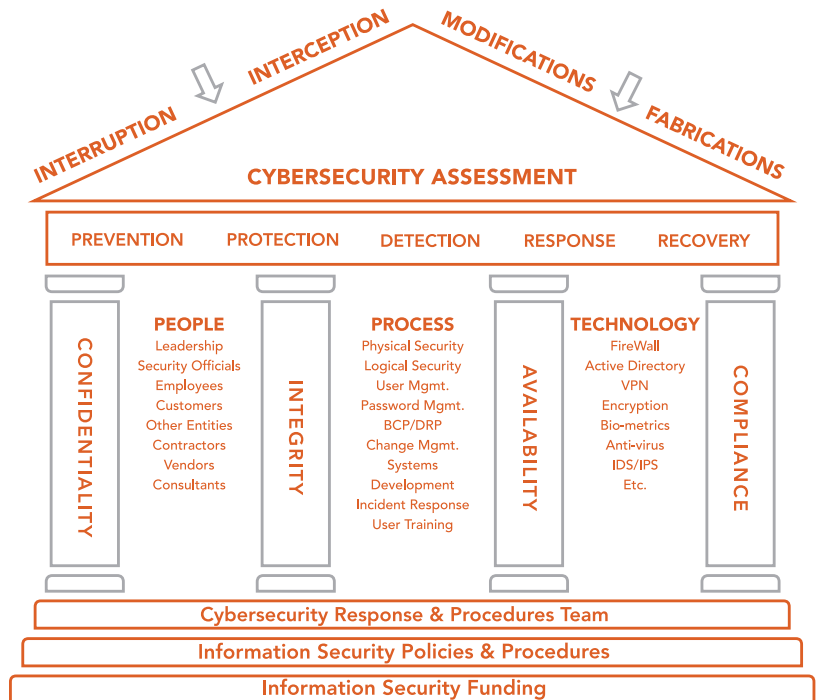 INTERRUPTION
INTERCEPTION
MODIFICATIONS
FABRICATIONS
CYBERSECURITY ASSESSMENT
PREVENTION PROTECTION DETECTION RESPONSE RECOVERY
CONFIDENTIALITY
PEOPLE
Leadership
Security Officials
Employees
Customers
Other Entities
Contractors
Vendors
Consultants
INTEGRITY
PROCESS
Physical Security
Logical Security
User Mgmt.
Password Mgmt.
BCP/DRP
Change Mgmt.
Systems
Development
Incident Response
User Training
AVAILABILITY
TECHNOLOGY
FireWall
Active Directory
VPN
Encryption
Bio-metrics
Anti-virus
IDS/IPS
Etc.
COMPLIANCE
Cybersecurity Response & Procedures Team
Information Security Policies & Procedures
Information Security Funding